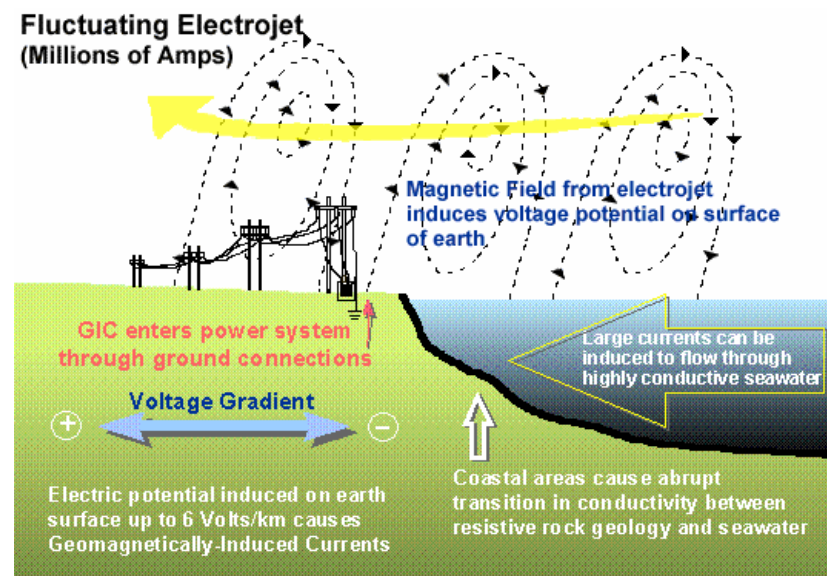 Fluctuating Electrojet
(Millions of Amps)
Magnetic Field from electrojet
induces voltage potential on surface
of earth
GIC enters power system
through ground connections
Large currents can be
induced to flow through
highly conductive seawater
Voltage Gradient
+
−
Electric potential induced on earth
surface up to 6 Volts/km causes
Geomagnetically-Induced Currents
Coastal areas cause abrupt
transition in conductivity between
resistive rock geology and seawater